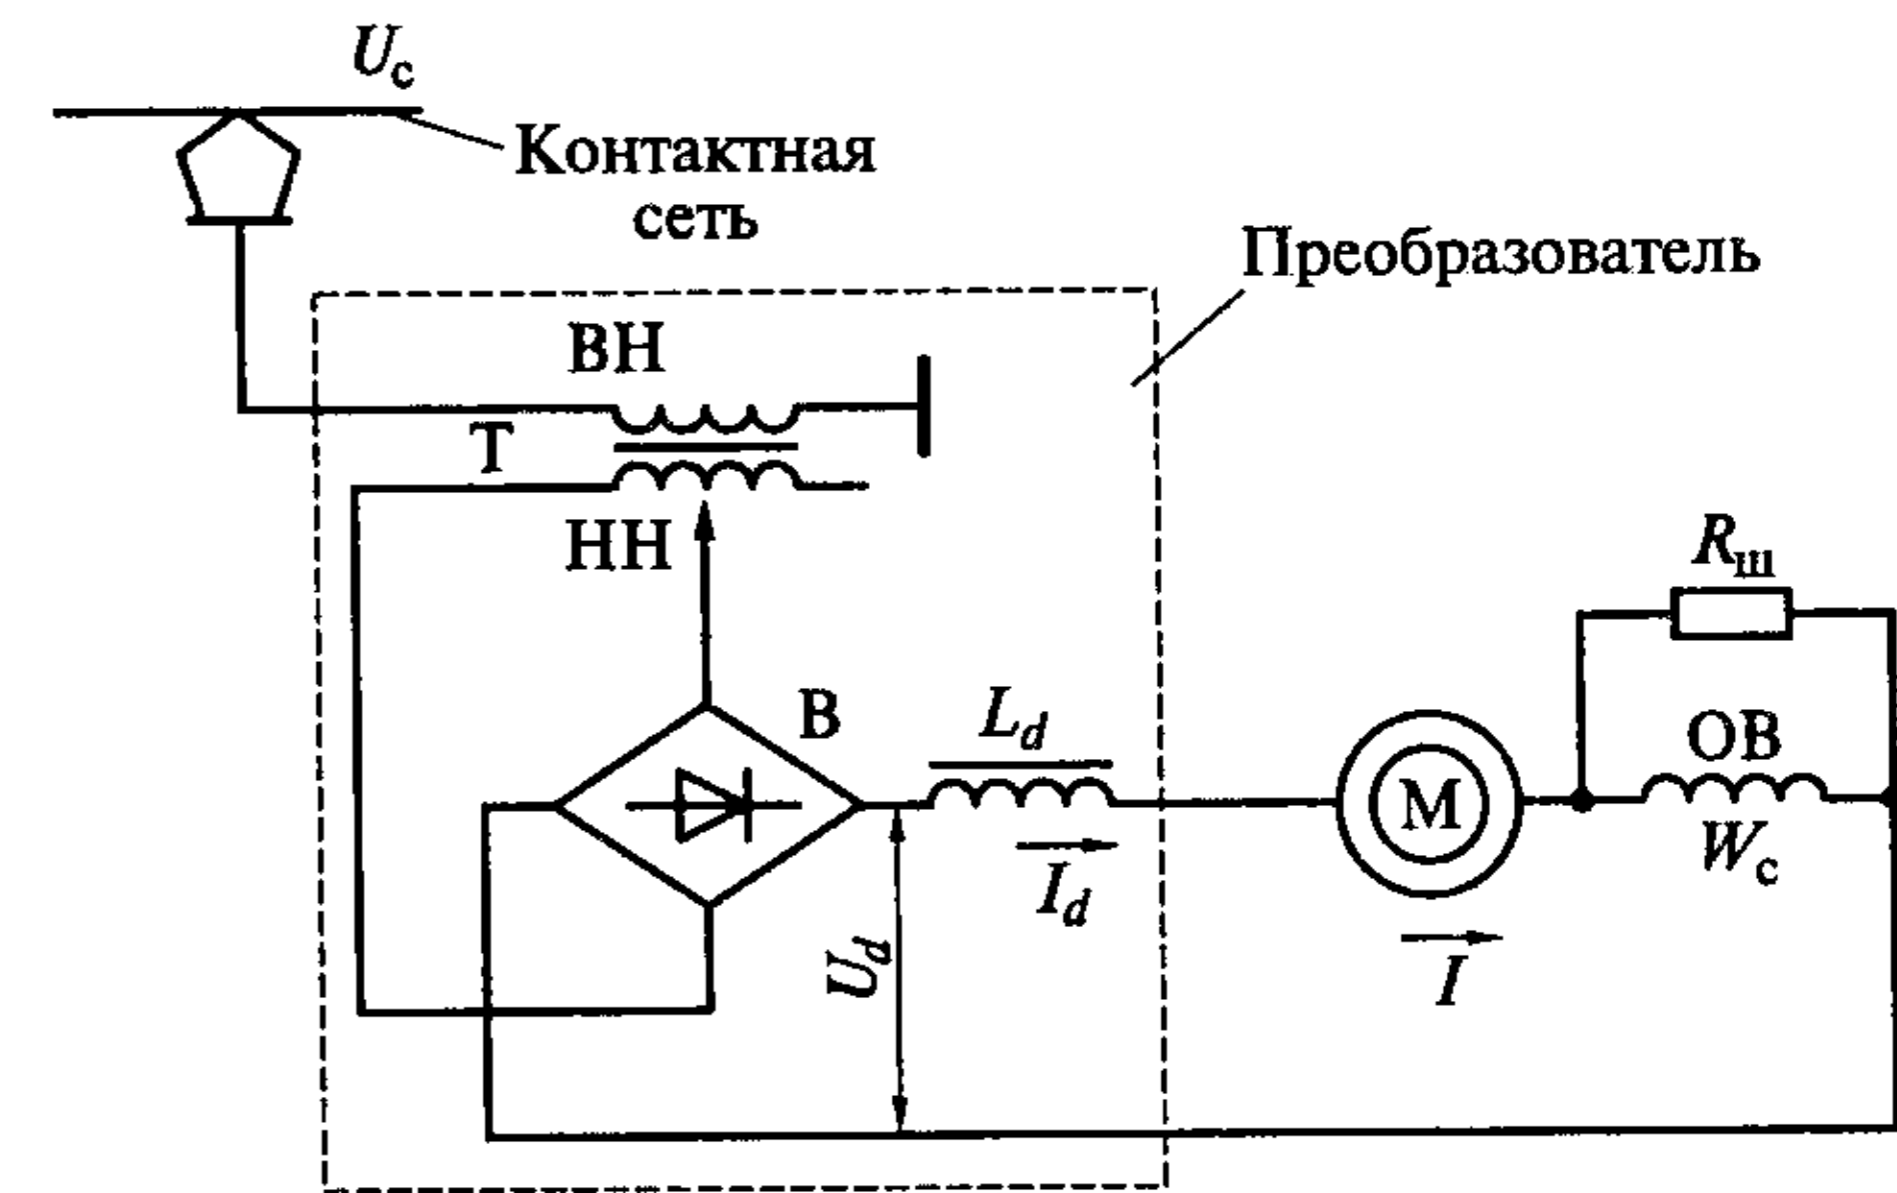 Uс
Контактная
сеть
Преобразователь
ВН
Т
НН
Rш
В
Ld
ОВ
М
Wс
Id
Ud
I